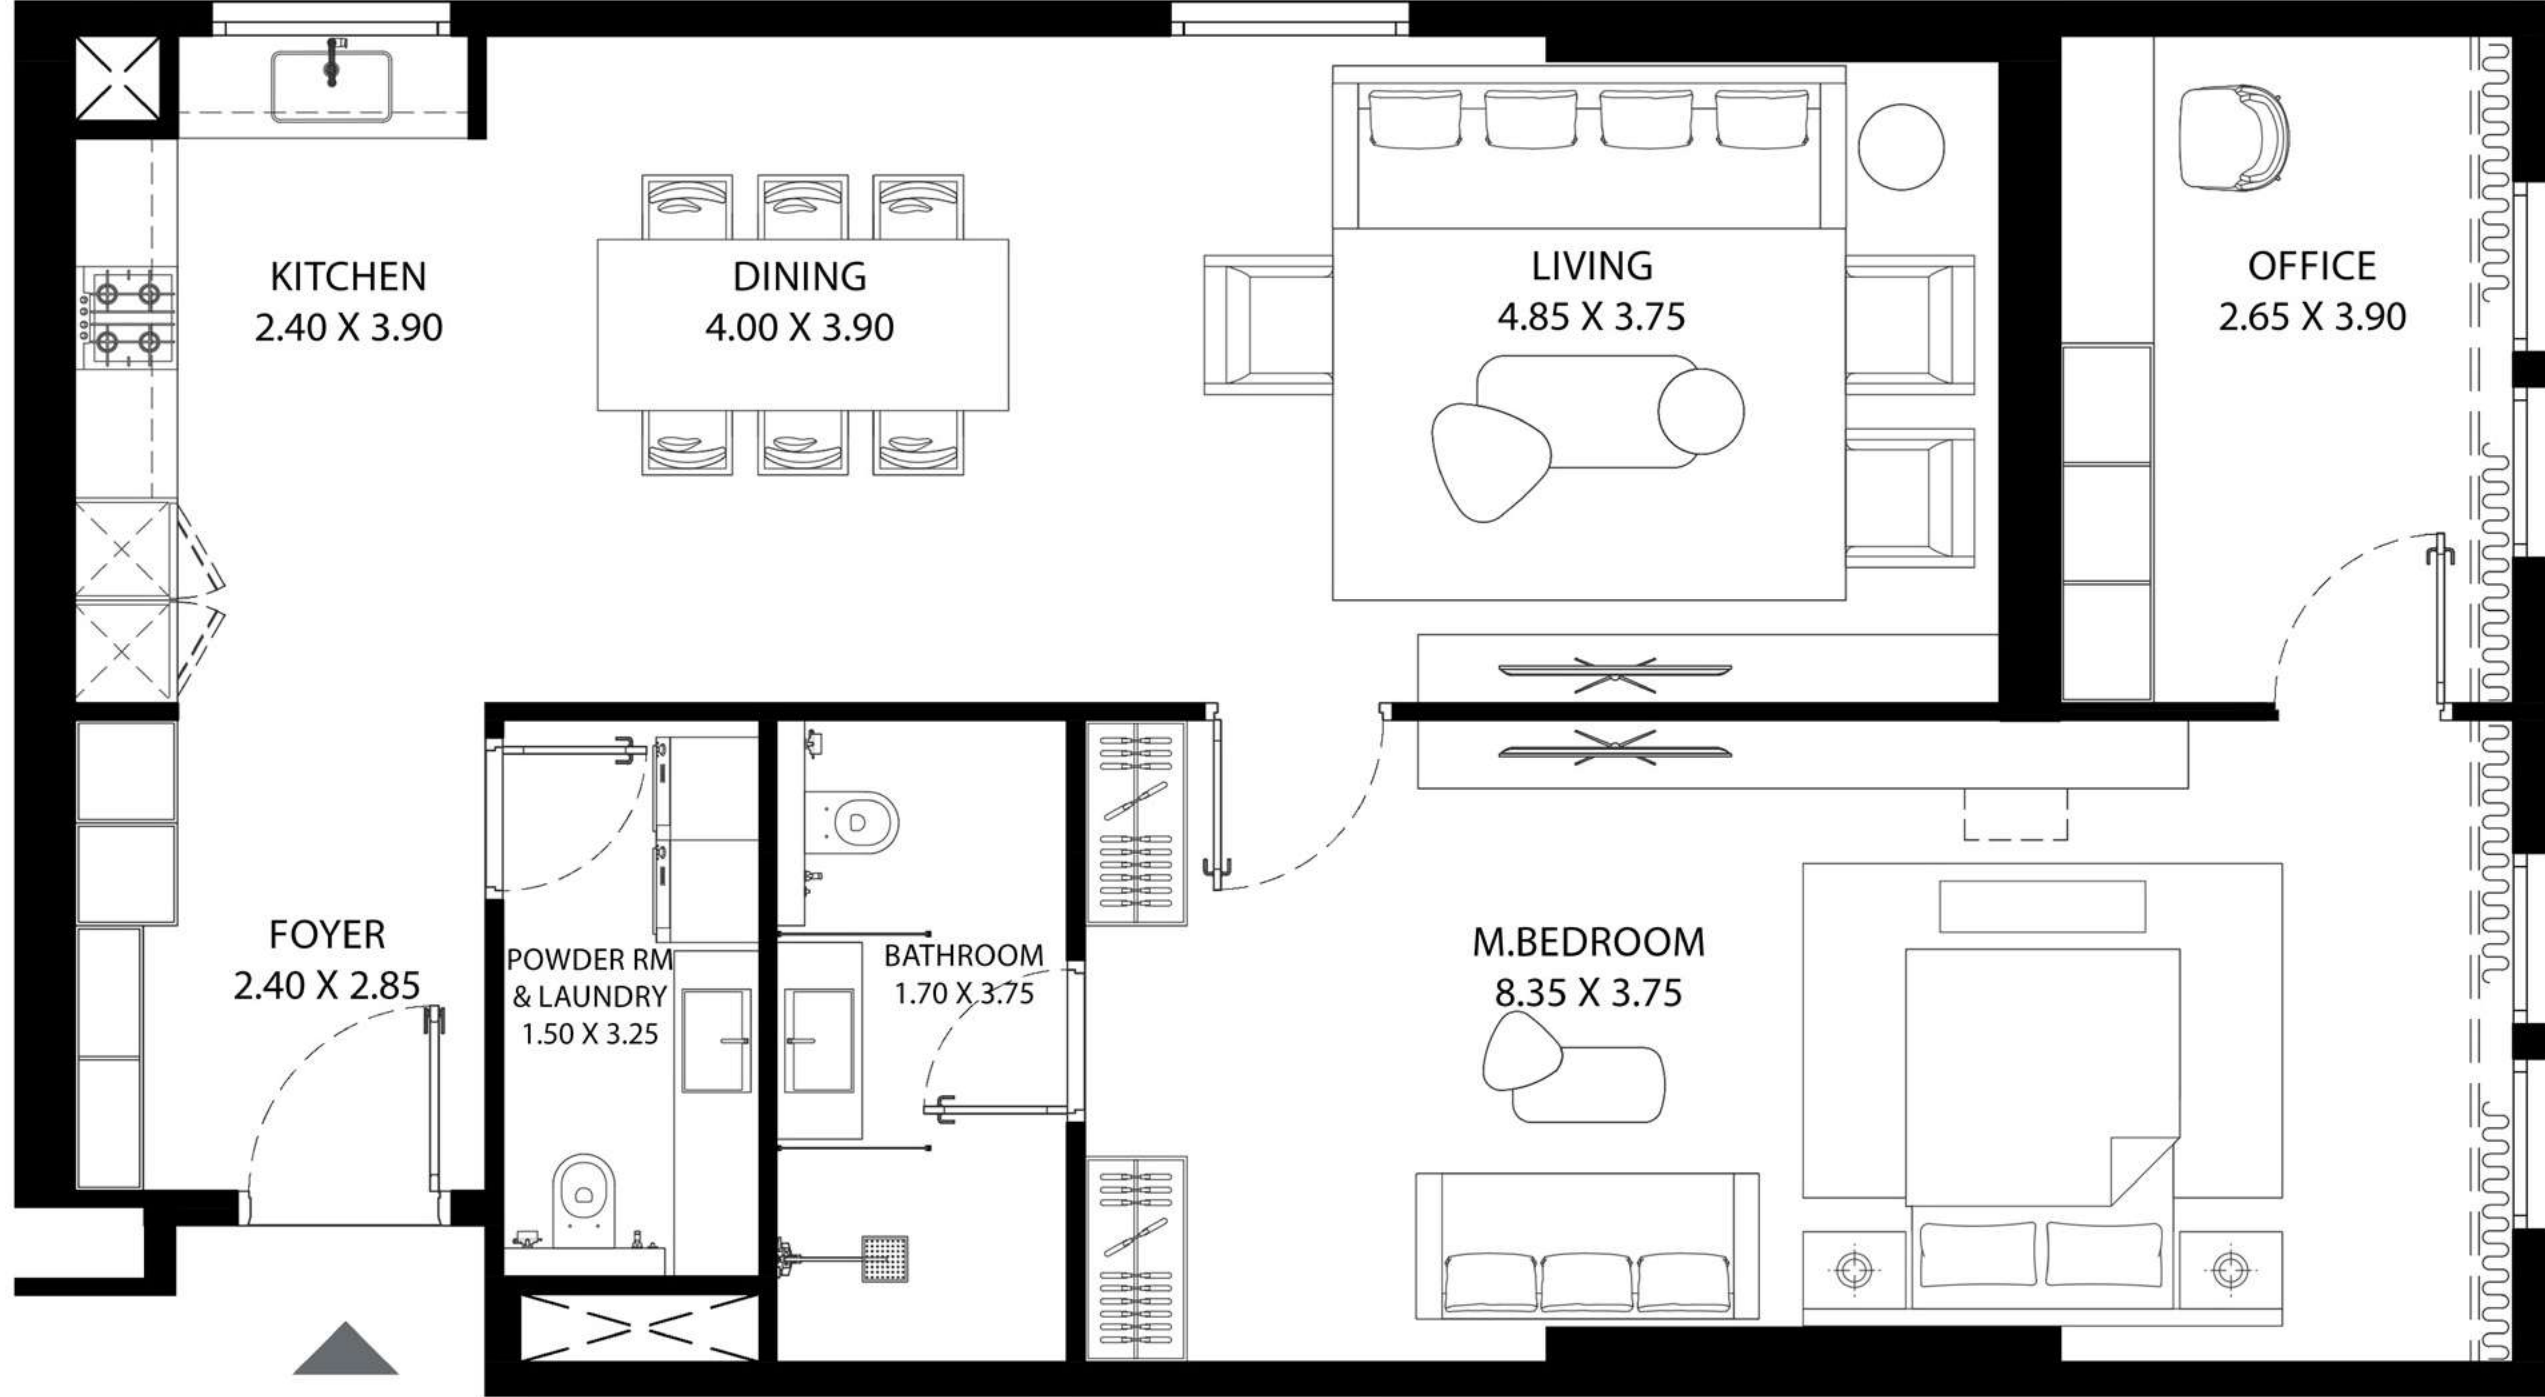 KITCHEN
2.40 X 3.90
DINING
4.00 X 3.90
LIVING
4.85 X 3.75
OFFICE
2.65 X 3.90
FOYER
2.40 X 2.85
POWDER RM
& LAUNDRY
1.50 X 3.25
BATHROOM
1.70 X 3.75
M.BEDROOM
8.35 X 3.75